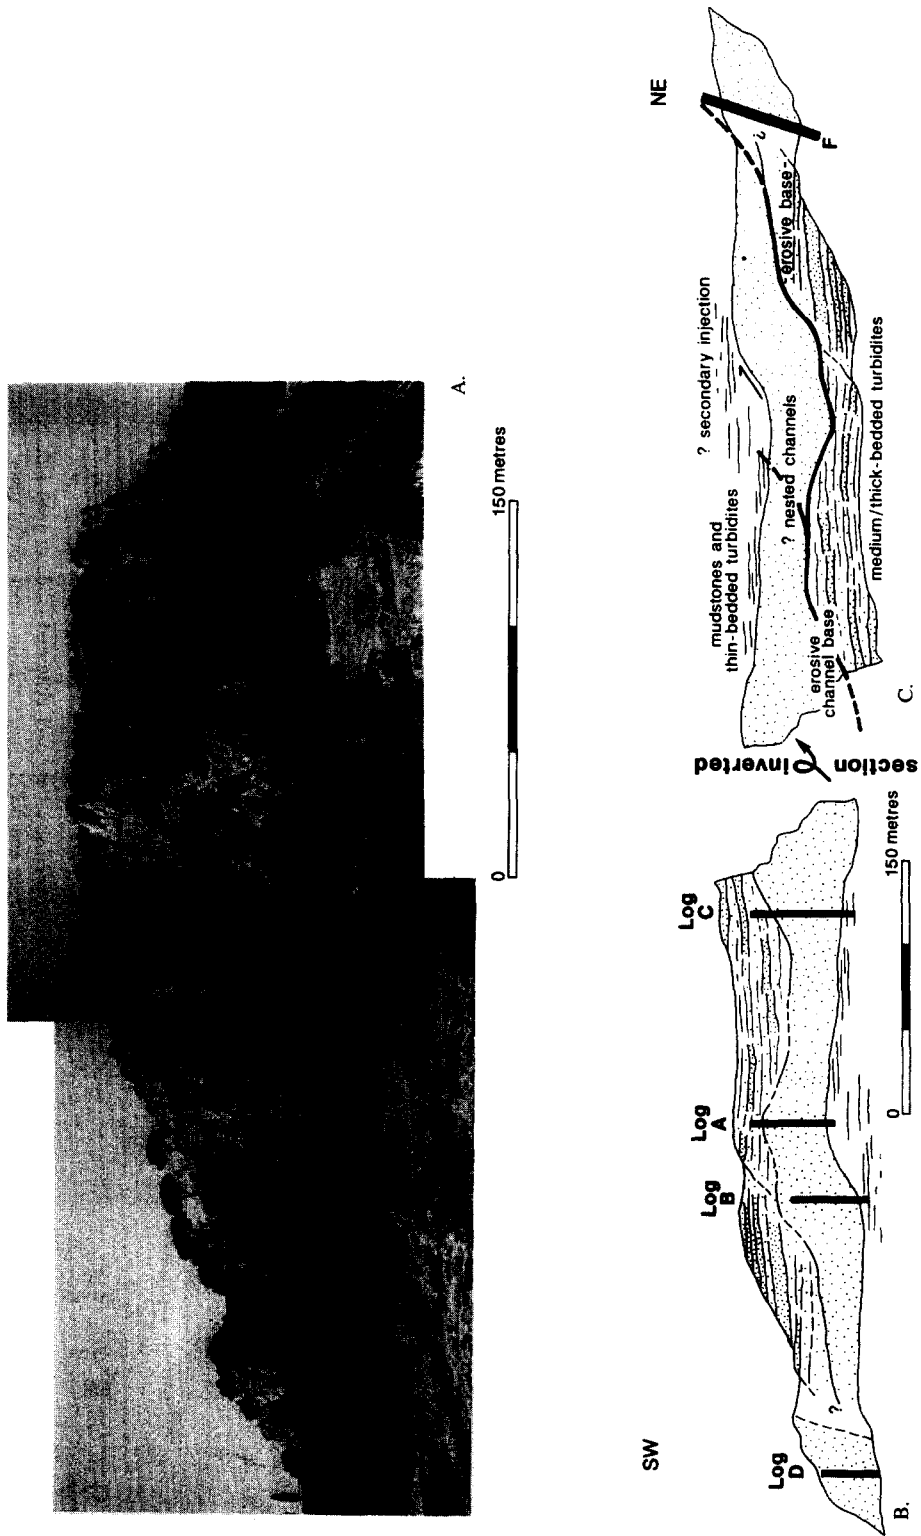 A.
0
150 metres
SW
Log
D
Log
B
Log
A
Log
C
?
0
150 metres
B.
section
inverted
NE
? secondary injection
mudstones and
thin-bedded turbidites
? nested channels
erosive base
erosive
channel base
medium/thick-bedded turbidites
?
F
C.